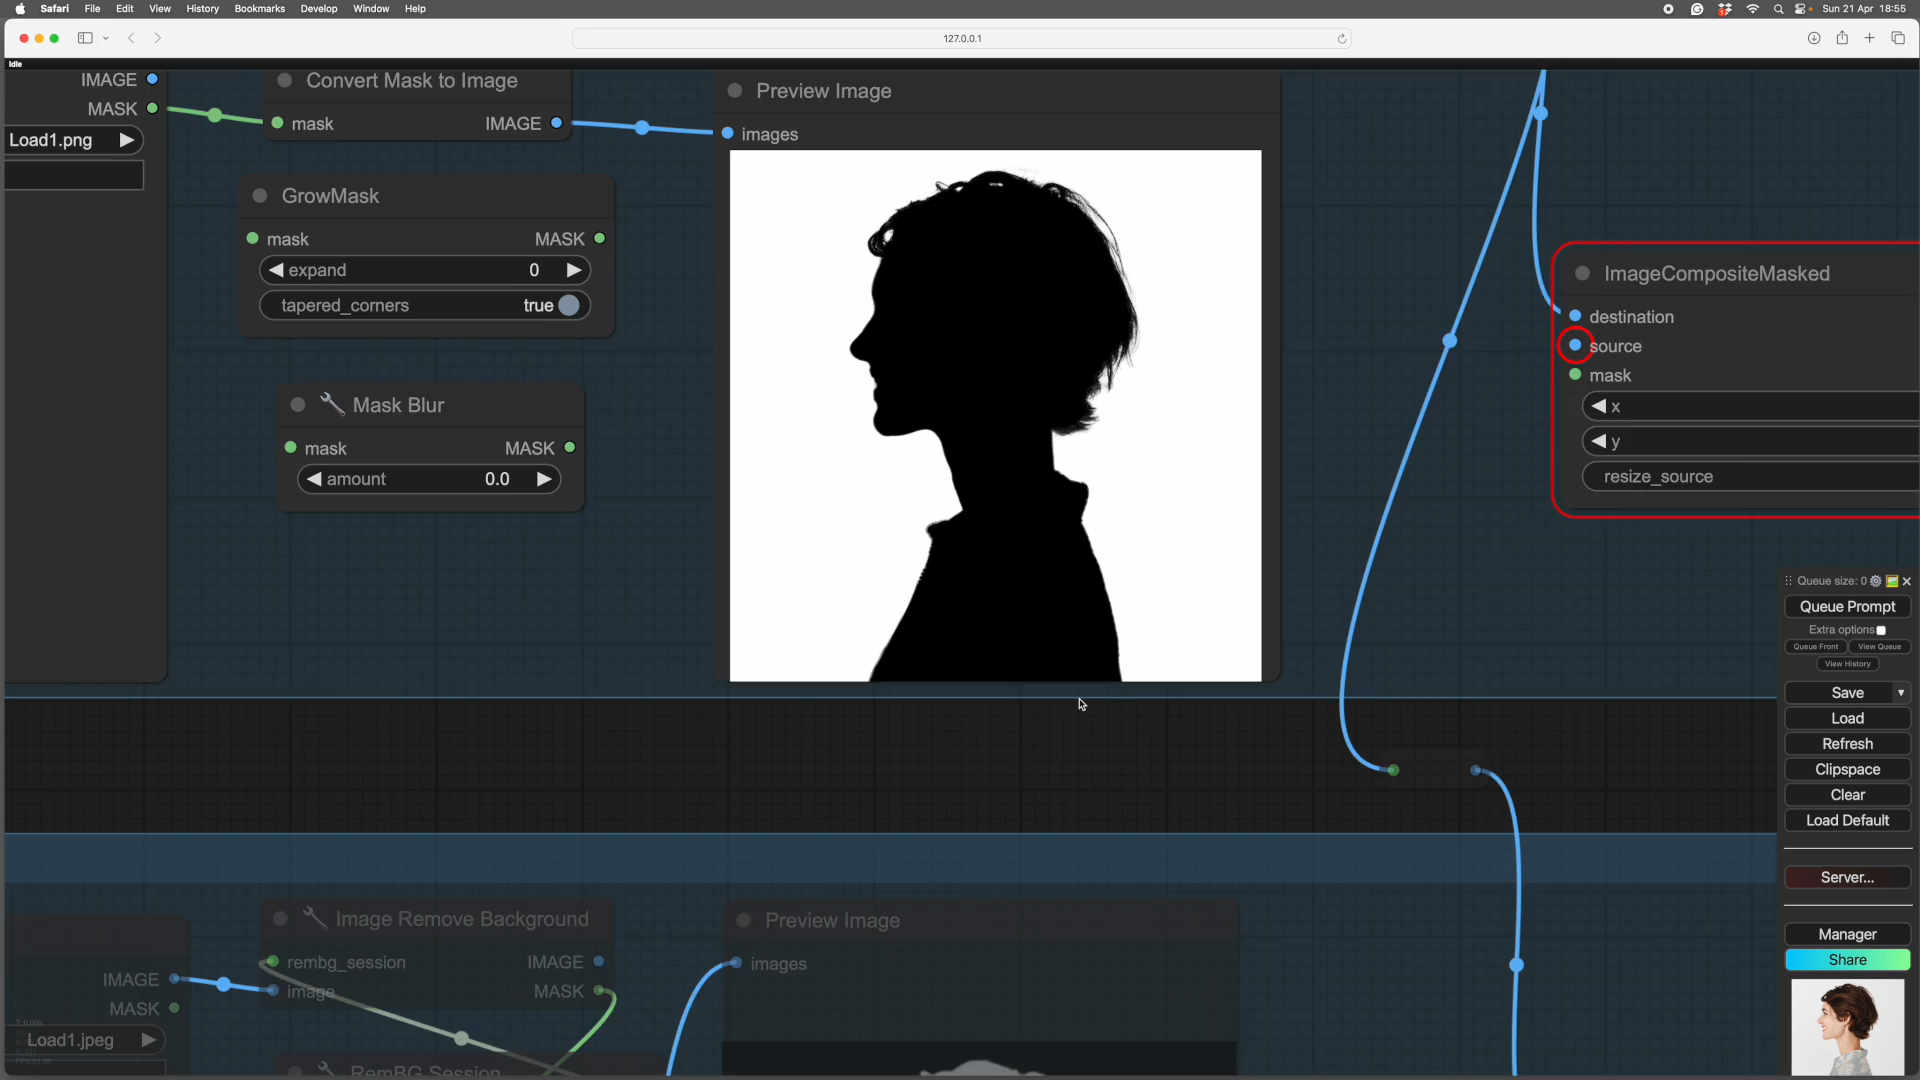 Safari File Edit View History Bookmarks Develop Window Help
Sun 21 Apr 18:55
127.0.0.1
Idle
IMAGE
MASK
Load1.png
Convert Mask to Image
mask IMAGE
Preview Image
images
GrowMask
mask MASK
expand 0
tapered_corners true
Mask Blur
mask MASK
amount 0.0
ImageCompositeMasked
destination
source
mask
x
y
resize_source
Queue size: 0
Queue Prompt
Extra options
Queue Front View Queue
View History
Save
Load
Refresh
Clipspace
Clear
Load Default
Server...
Manager
Share
IMAGE
MASK
Load1.jpeg
Image Remove Background
rembg_session IMAGE
image MASK
RemBG Session
Preview Image
images